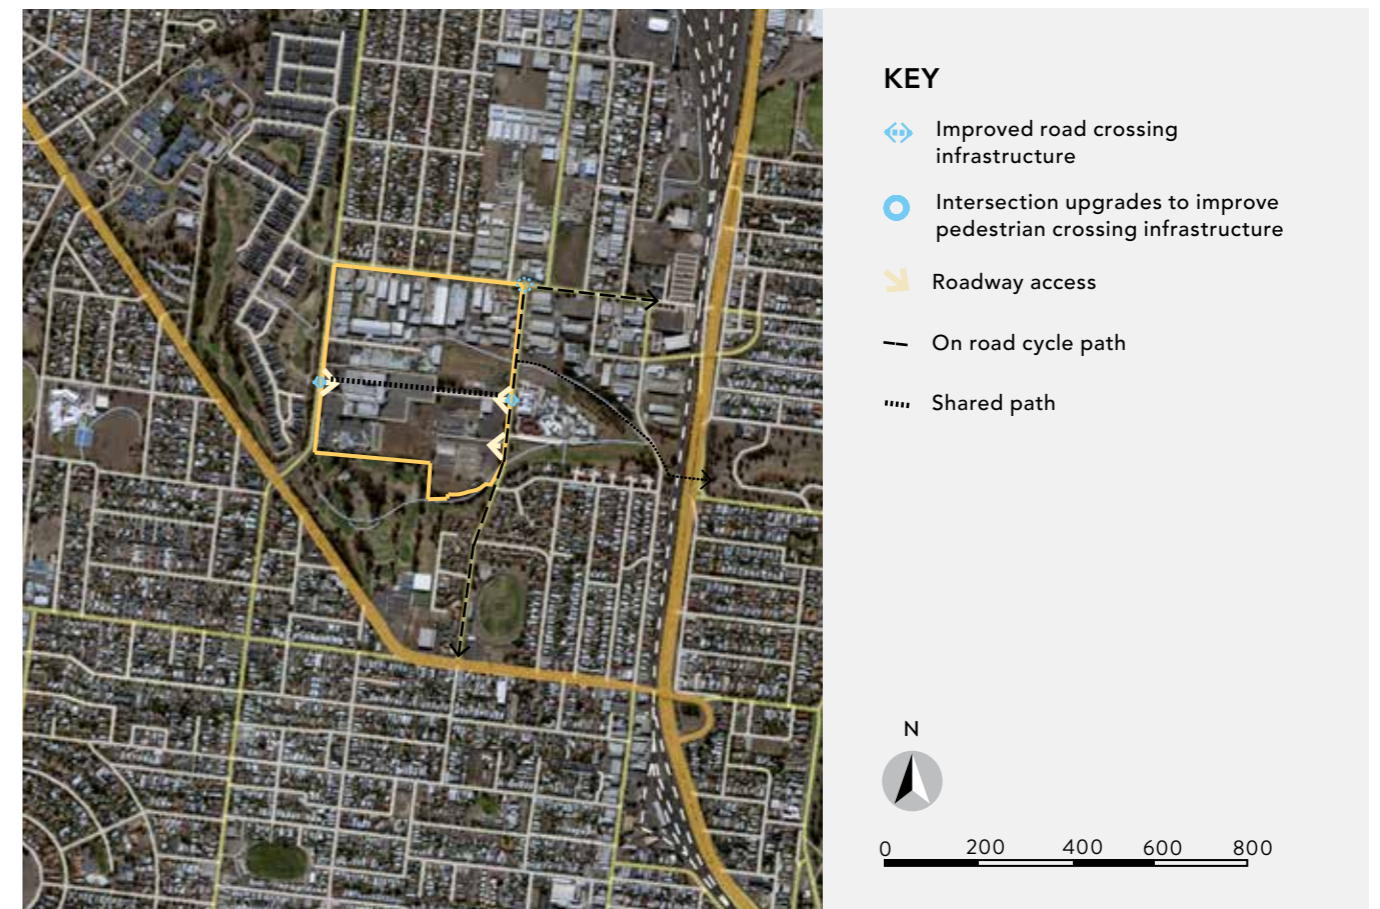 KEY
Improved road crossing
infrastructure
Intersection upgrades to improve
pedestrian crossing infrastructure
Roadway access
On road cycle path
Shared path
N
0 200 400 600 800